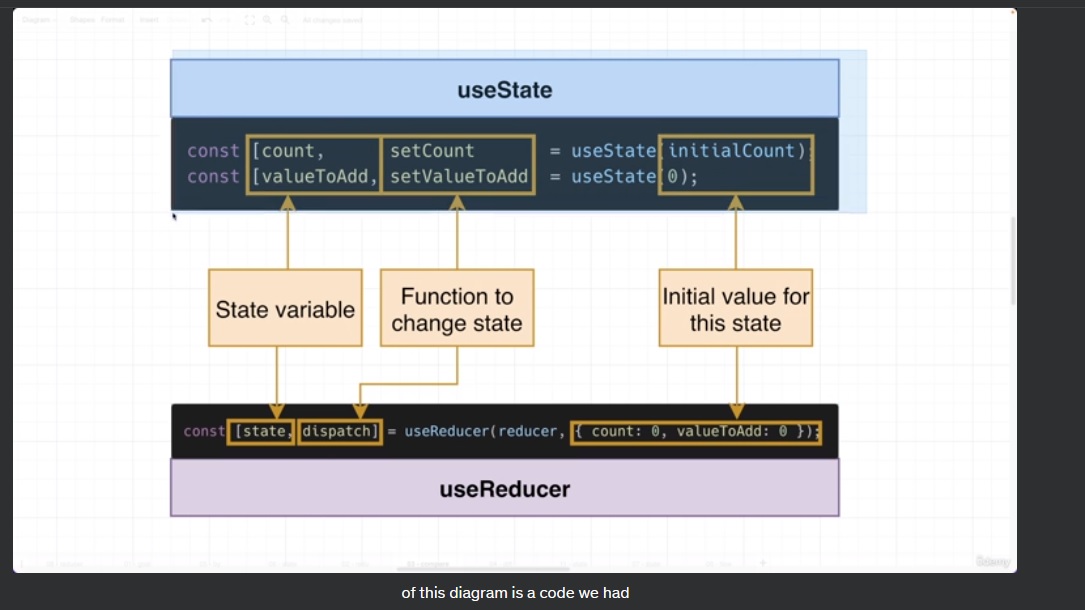 useState
const [count, setCount = useState(initialCount);
const [valueToAdd, setValueToAdd = useState(0);
State variable
Function to
change state
Initial value for
this state
const [state, dispatch] = useReducer(reducer, { count: 0, valueToAdd: 0 });
useReducer
Udemy
of this diagram is a code we had